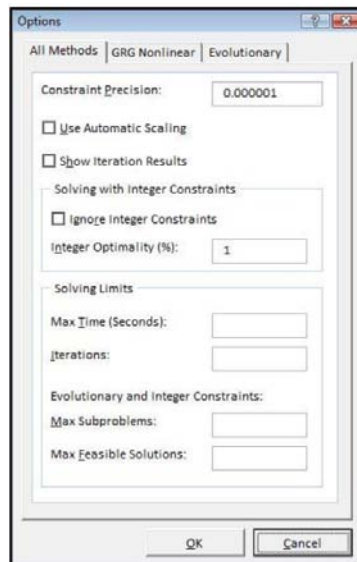 Options
All Methods GRG Nonlinear Evolutionary
Constraint Precision: 0.000001
Use Automatic Scaling
Show Iteration Results
Solving with Integer Constraints
Ignore Integer Constraints
Integer Optimality (%): 1
Solving Limits
Max Time (Seconds):
Iterations:
Evolutionary and Integer Constraints:
Max Subproblems:
Max Feasible Solutions:
OK Cancel